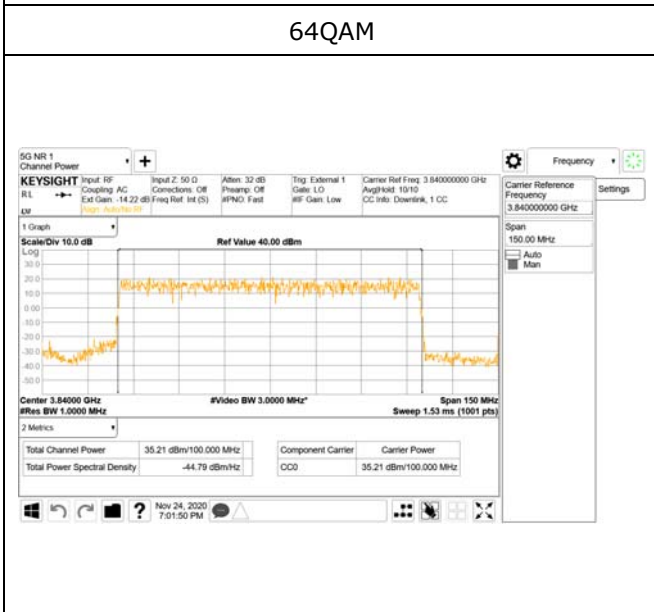 64QAM
5G NR 1
Channel Power
Frequency
KEYSIGHT
RL
Input: RF
Coupling: AC
Ext Gain: -14.22 dB
Align: Auto/No RF
Input Z: 50 Ω
Corrections: Off
Freq Ref: Int (S)
Atten: 32 dB
Preamp: Off
#PNO: Fast
Trig: External 1
Gate: LO
#IF Gain: Low
Carrier Ref Freq: 3.840000000 GHz
Avg|Hold: 10/10
CC Info: Downlink, 1 CC
Carrier Reference
Frequency
3.840000000 GHz
Settings
Span
150.00 MHz
Auto
Man
1 Graph
Scale/Div 10.0 dB
Ref Value 40.00 dBm
Log
30.0
20.0
10.0
0.00
-10.0
-20.0
-30.0
-40.0
-50.0
Center 3.84000 GHz
#Video BW 3.0000 MHz*
Span 150 MHz
#Res BW 1.0000 MHz
Sweep 1.53 ms (1001 pts)
2 Metrics
Total Channel Power 35.21 dBm/100.000 MHz
Total Power Spectral Density -44.79 dBm/Hz
Component Carrier Carrier Power
CC0 35.21 dBm/100.000 MHz
? Nov 24, 2020
7:01:50 PM